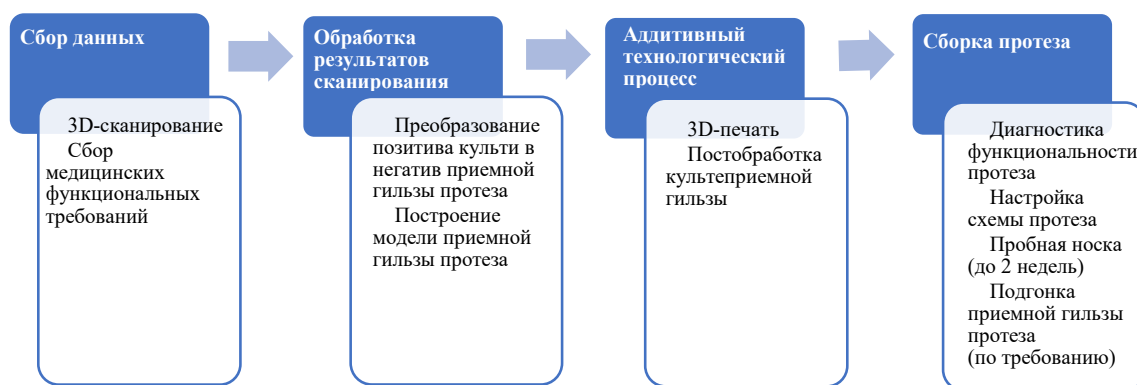 Сбор данных
3D-сканирование
Сбор
медицинских
функциональных
требований
Обработка
результатов
сканирования
Преобразование
позитива культи в
негатив приемной
гильзы протеза
Построение
модели приемной
гильзы протеза
Аддитивный
технологический
процесс
3D-печать
Постобработка
культеприемной
гильзы
Сборка протеза
Диагностика
функциональности
протеза
Настройка
схемы протеза
Пробная носка
(до 2 недель)
Подгонка
приемной гильзы
протеза
(по требованию)